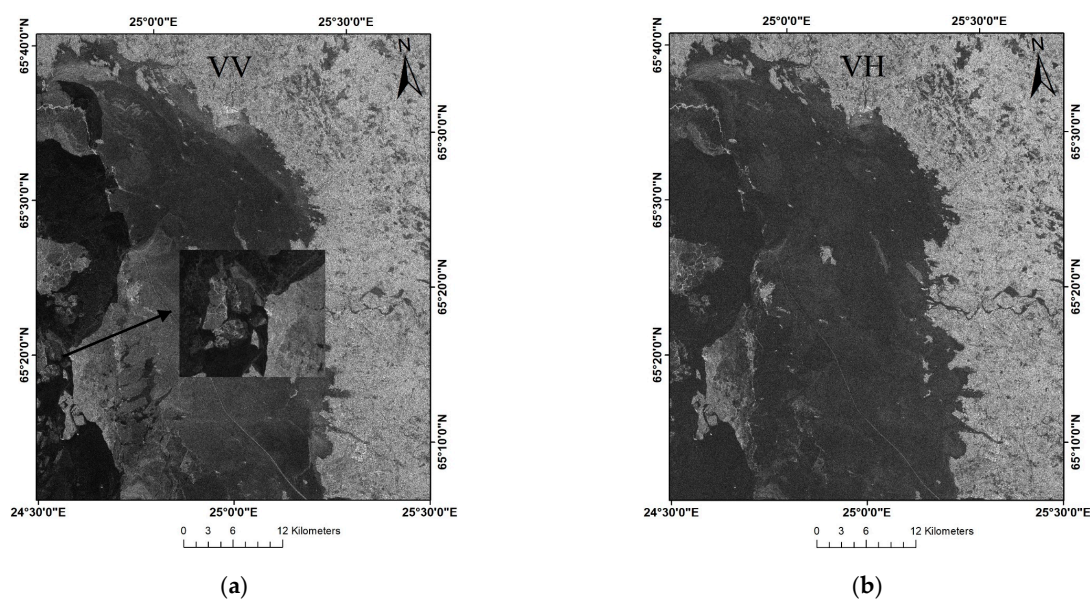 25°0'0"E
25°30'0"E
65°40'0"N
VV
N
65°30'0"N
65°30'0"N
65°20'0"N
65°20'0"N
65°10'0"N
24°30'0"E
25°0'0"E
25°30'0"E
0 3 6 12 Kilometers
(a)
25°0'0"E
25°30'0"E
65°40'0"N
VH
N
65°30'0"N
65°30'0"N
65°20'0"N
65°20'0"N
65°10'0"N
24°30'0"E
25°0'0"E
25°30'0"E
0 3 6 12 Kilometers
(b)